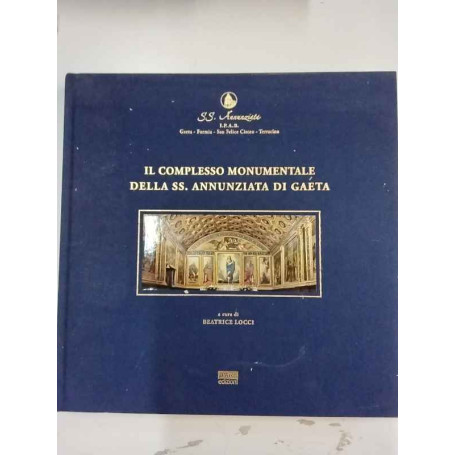 SS. Annunziata
I.P.A.B.
Gaeta - Formia - San Felice Circeo - Terracina
IL COMPLESSO MONUMENTALE
DELLA SS. ANNUNZIATA DI GAETA
a cura di
BEATRICE LOCCI
edizioni